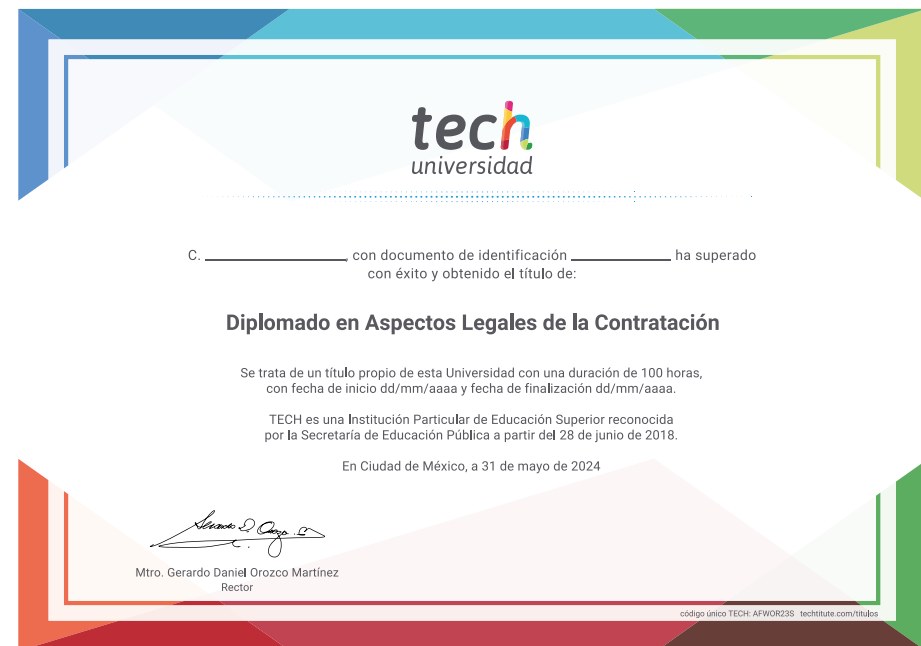 tech
universidad
C. ____________, con documento de identificación ____________ ha superado
con éxito y obtenido el título de:
Diplomado en Aspectos Legales de la Contratación
Se trata de un título propio de esta Universidad con una duración de 100 horas,
con fecha de inicio dd/mm/aaaa y fecha de finalización dd/mm/aaaa.
TECH es una Institución Particular de Educación Superior reconocida
por la Secretaría de Educación Pública a partir del 28 de junio de 2018.
En Ciudad de México, a 31 de mayo de 2024
Mtro. Gerardo Daniel Orozco Martínez
Rector
código único TECH: AFWOR23S techtitute.com/titulos